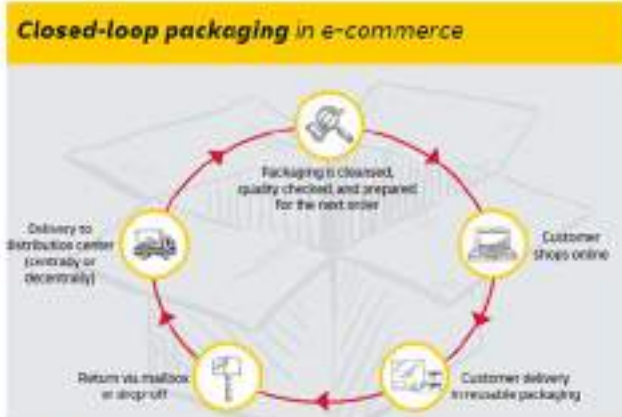 Closed-loop packaging in e-commerce
Packaging is cleansed,
quality checked, and prepared
for the next order
Customer
shops online
Customer delivery
in reusable packaging
Return via mailbox
or drop-off
Delivery to
distribution center
(centrally or
decentrally)